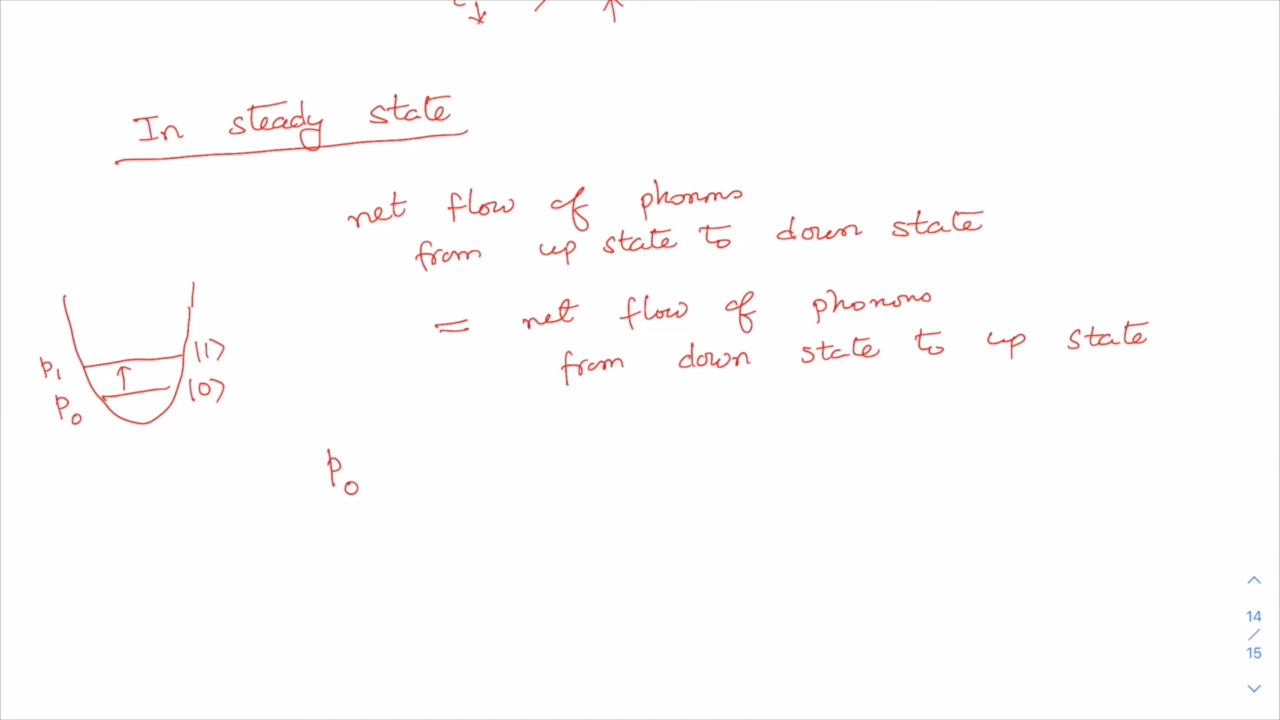 In steady state
net flow of phonons
from up state to down state
= net flow of phonons
from down state to up state
p₁ ↑ |1>
p₀ |0>
p₀
14
/
15